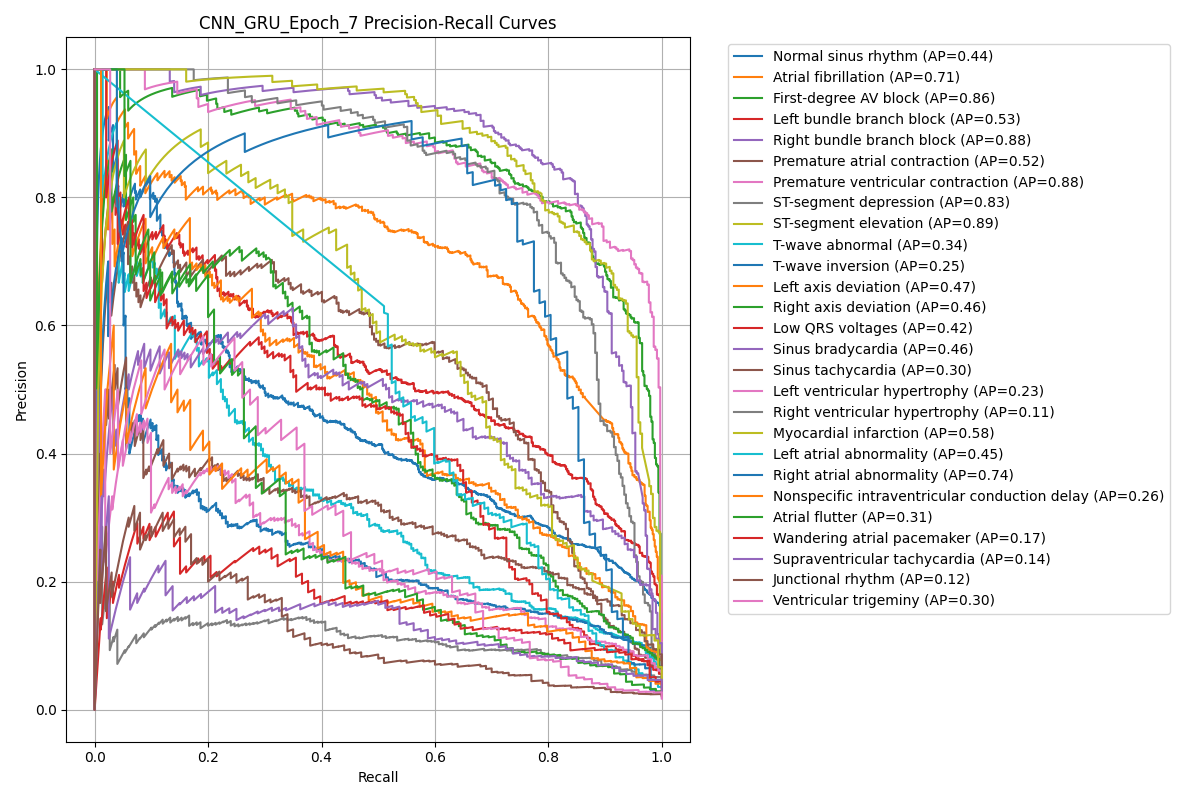 CNN_GRU_Epoch_7 Precision-Recall Curves
Precision
1.0
0.8
0.6
0.4
0.2
0.0
0.0 0.2 0.4 0.6 0.8 1.0
Recall
Normal sinus rhythm (AP=0.44)
Atrial fibrillation (AP=0.71)
First-degree AV block (AP=0.86)
Left bundle branch block (AP=0.53)
Right bundle branch block (AP=0.88)
Premature atrial contraction (AP=0.52)
Premature ventricular contraction (AP=0.88)
ST-segment depression (AP=0.83)
ST-segment elevation (AP=0.89)
T-wave abnormal (AP=0.34)
T-wave inversion (AP=0.25)
Left axis deviation (AP=0.47)
Right axis deviation (AP=0.46)
Low QRS voltages (AP=0.42)
Sinus bradycardia (AP=0.46)
Sinus tachycardia (AP=0.30)
Left ventricular hypertrophy (AP=0.23)
Right ventricular hypertrophy (AP=0.11)
Myocardial infarction (AP=0.58)
Left atrial abnormality (AP=0.45)
Right atrial abnormality (AP=0.74)
Nonspecific intraventricular conduction delay (AP=0.26)
Atrial flutter (AP=0.31)
Wandering atrial pacemaker (AP=0.17)
Supraventricular tachycardia (AP=0.14)
Junctional rhythm (AP=0.12)
Ventricular trigeminy (AP=0.30)